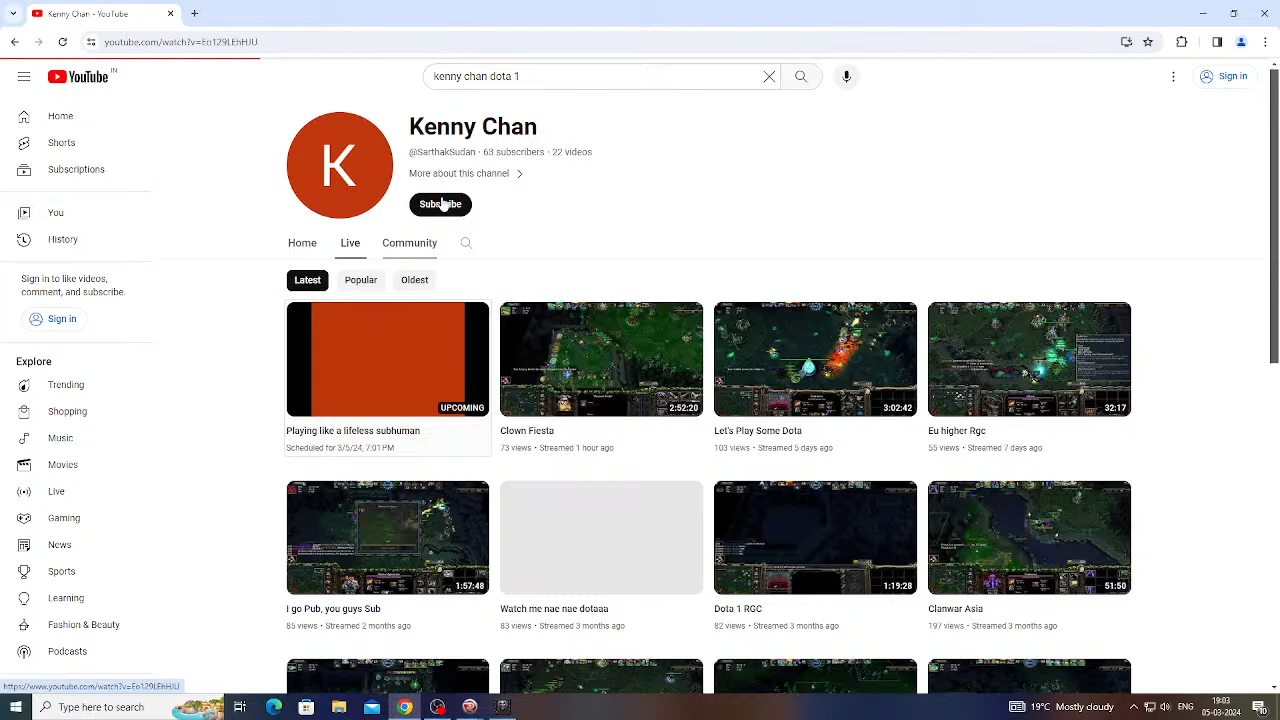 Kenny Chan
youtube.com/watch?v=Eo129LEhHJU
YouTube IN
kenny chan dota 1
Sign in
Home
Shorts
Subscriptions
You
History
Sign in to like videos,
comment, and subscribe.
Sign in
Explore
Trending
Shopping
Music
Movies
Live
Gaming
News
Sports
Learning
Fashion & Beauty
Podcasts
K
Kenny Chan
@SarthakSudan · 63 subscribers · 22 videos
More about this channel
Subscribe
Home Live Community
Latest Popular Oldest
UPCOMING
2:52:20
3:02:42
32:17
Playing like a lifeless subhuman
Scheduled for 3/5/24, 7:01 PM
Clown Fiesta
73 views · Streamed 1 hour ago
Let's Play Some Dota
103 views · Streamed 5 days ago
Eu higher Rgc
55 views · Streamed 7 days ago
1:57:48
1:19:28
51:50
I go Pub, you guys Sub
85 views · Streamed 2 months ago
Watch me nae nae dotaaa
83 views · Streamed 3 months ago
Dota 1 RGC
82 views · Streamed 3 months ago
Clanwar Asia
197 views · Streamed 3 months ago
https://www.youtube.com/watch?v=Eo129LEhHJU
Type here to search
19°C Mostly cloudy
ENG
19:03
05-03-2024